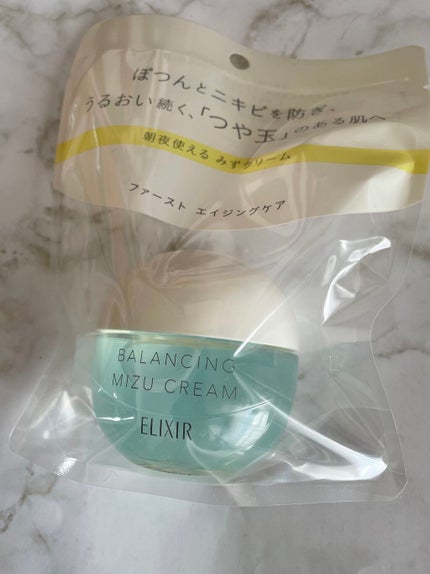 ぽつんとニキビを防ぎ、
うるおい続く、「つや玉」のある肌へ
朝夜使える みずクリーム
ファースト エイジングケア
BALANCING
MIZU CREAM
ELIXIR